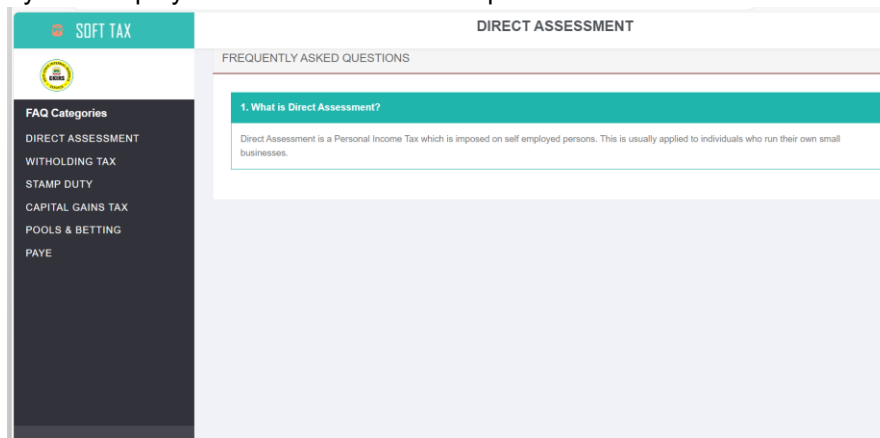 SOFT TAX
DIRECT ASSESSMENT
FREQUENTLY ASKED QUESTIONS
EKIRS
FAQ Categories
DIRECT ASSESSMENT
WITHOLDING TAX
STAMP DUTY
CAPITAL GAINS TAX
POOLS & BETTING
PAYE
1. What is Direct Assessment?
Direct Assessment is a Personal Income Tax which is imposed on self employed persons. This is usually applied to individuals who run their own small
businesses.